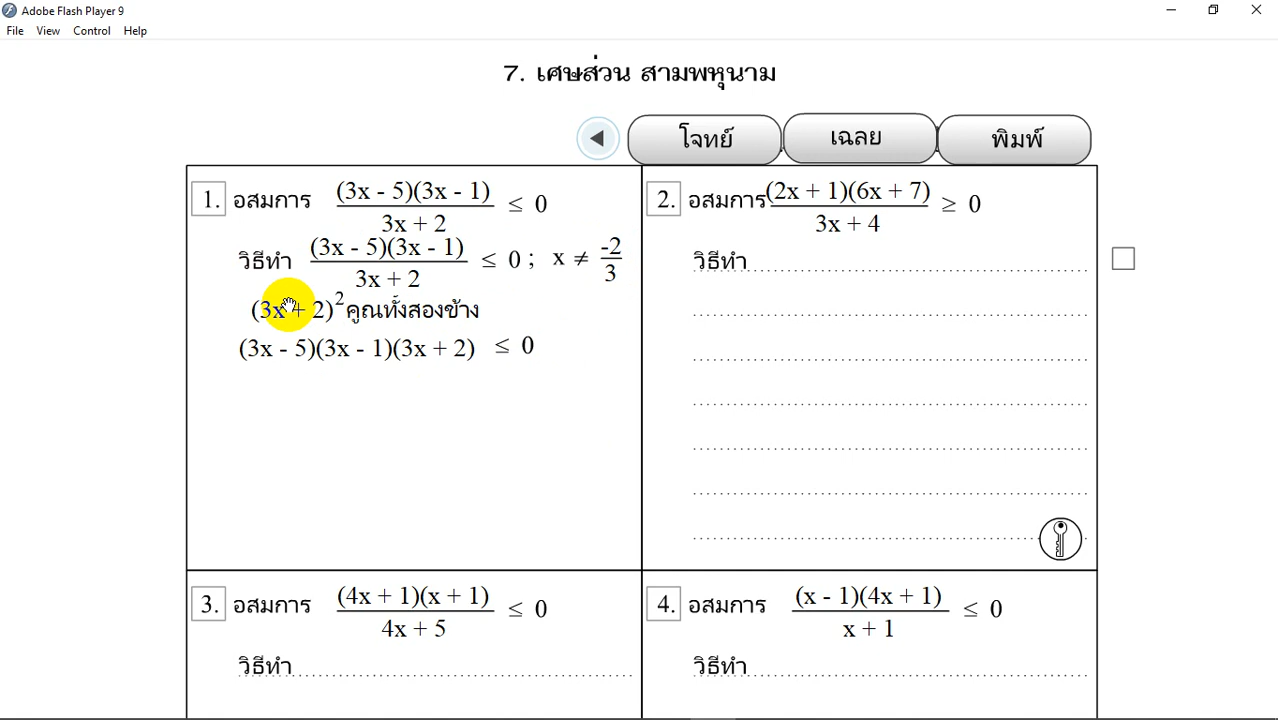 Adobe Flash Player 9
File View Control Help
7. เศษส่วน สามพหุนาม
โจทย์ เฉลย พิมพ์
1. อสมการ (3x - 5)(3x - 1) / 3x + 2 ≤ 0
วิธีทำ (3x - 5)(3x - 1) / 3x + 2 ≤ 0 ; x ≠ -2/3
(3x + 2)² คูณทั้งสองข้าง
(3x - 5)(3x - 1)(3x + 2) ≤ 0
2. อสมการ (2x + 1)(6x + 7) / 3x + 4 ≥ 0
วิธีทำ
3. อสมการ (4x + 1)(x + 1) / 4x + 5 ≤ 0
วิธีทำ
4. อสมการ (x - 1)(4x + 1) / x + 1 ≤ 0
วิธีทำ